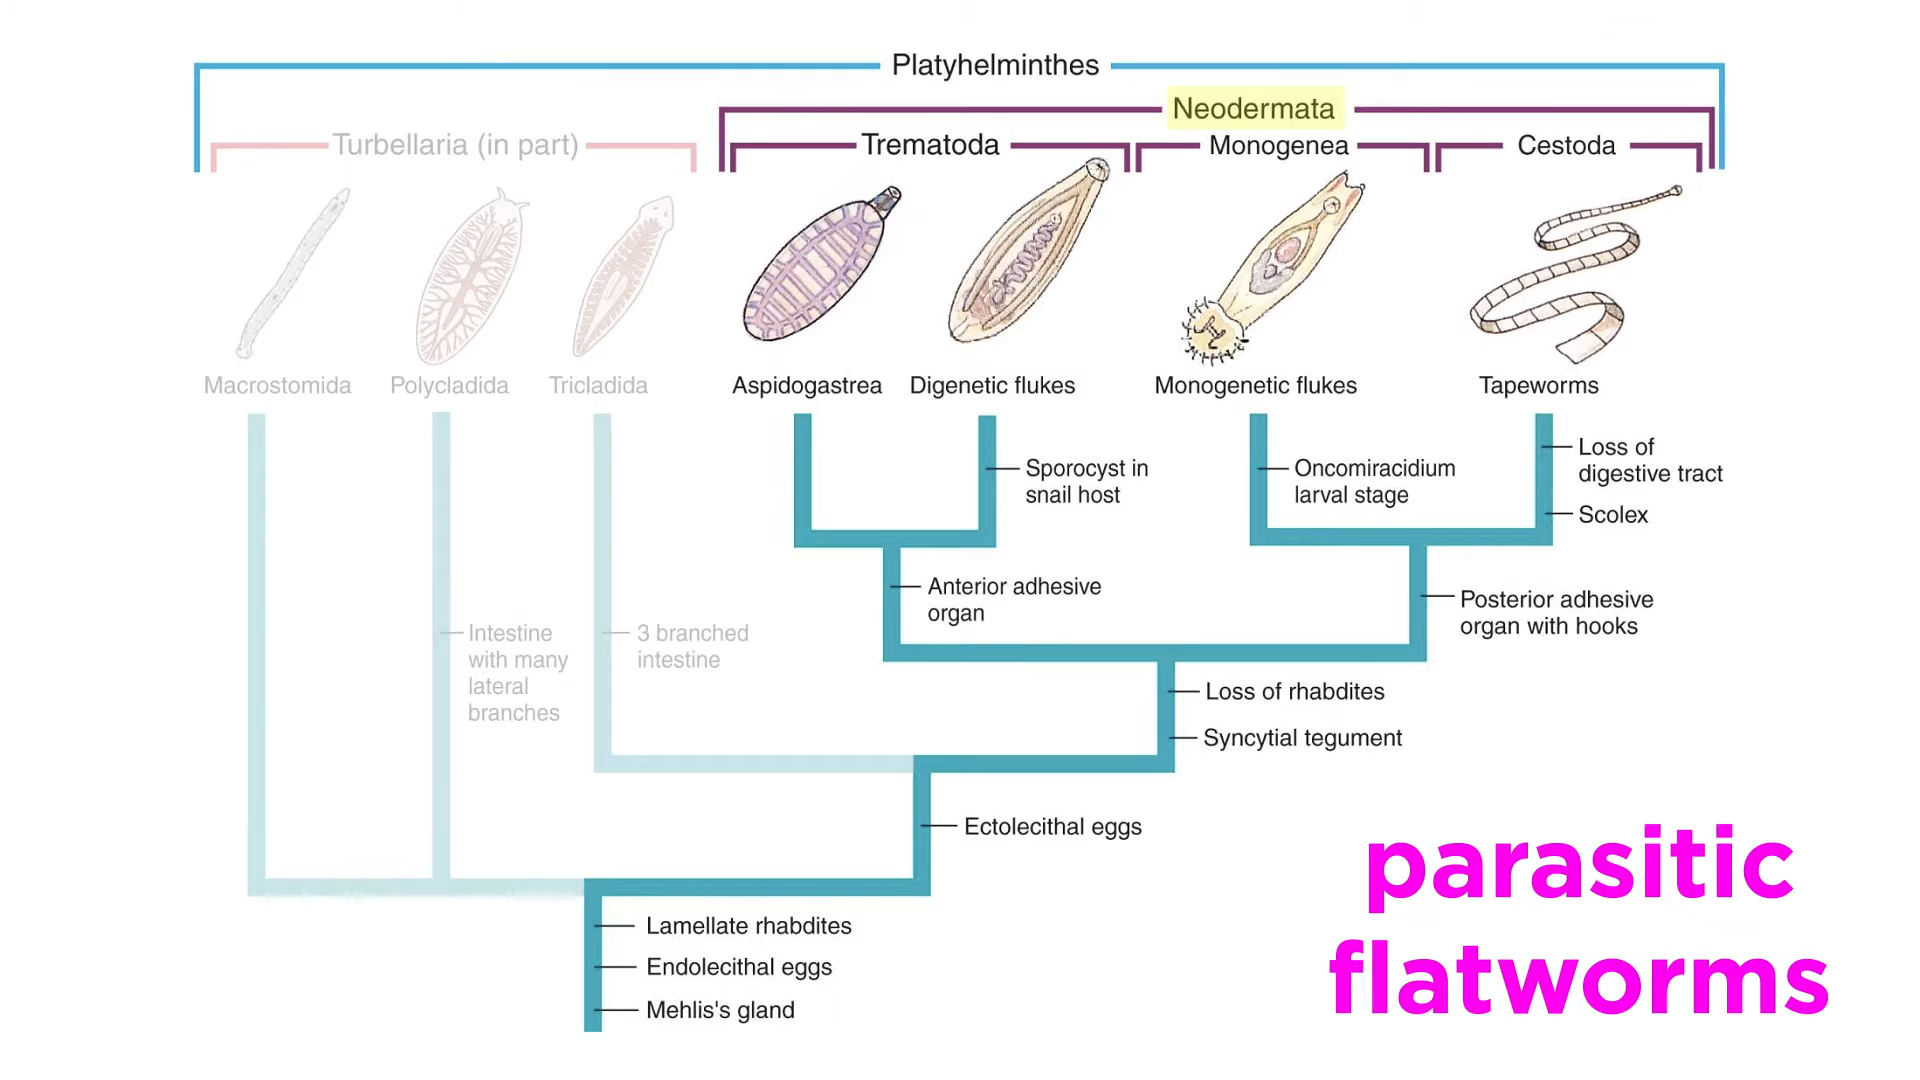 Platyhelminthes
Neodermata
Turbellaria (in part)
Trematoda
Monogenea
Cestoda
Macrostomida
Polycladida
Tricladida
Aspidogastrea
Digenetic flukes
Monogenetic flukes
Tapeworms
Loss of
digestive tract
Scolex
Sporocyst in
snail host
Oncomiracidium
larval stage
Anterior adhesive
organ
Posterior adhesive
organ with hooks
Intestine
with many
lateral
branches
3 branched
intestine
Loss of rhabdites
Syncytial tegument
Ectolecithal eggs
Lamellate rhabdites
Endolecithal eggs
Mehlis's gland
parasitic
flatworms